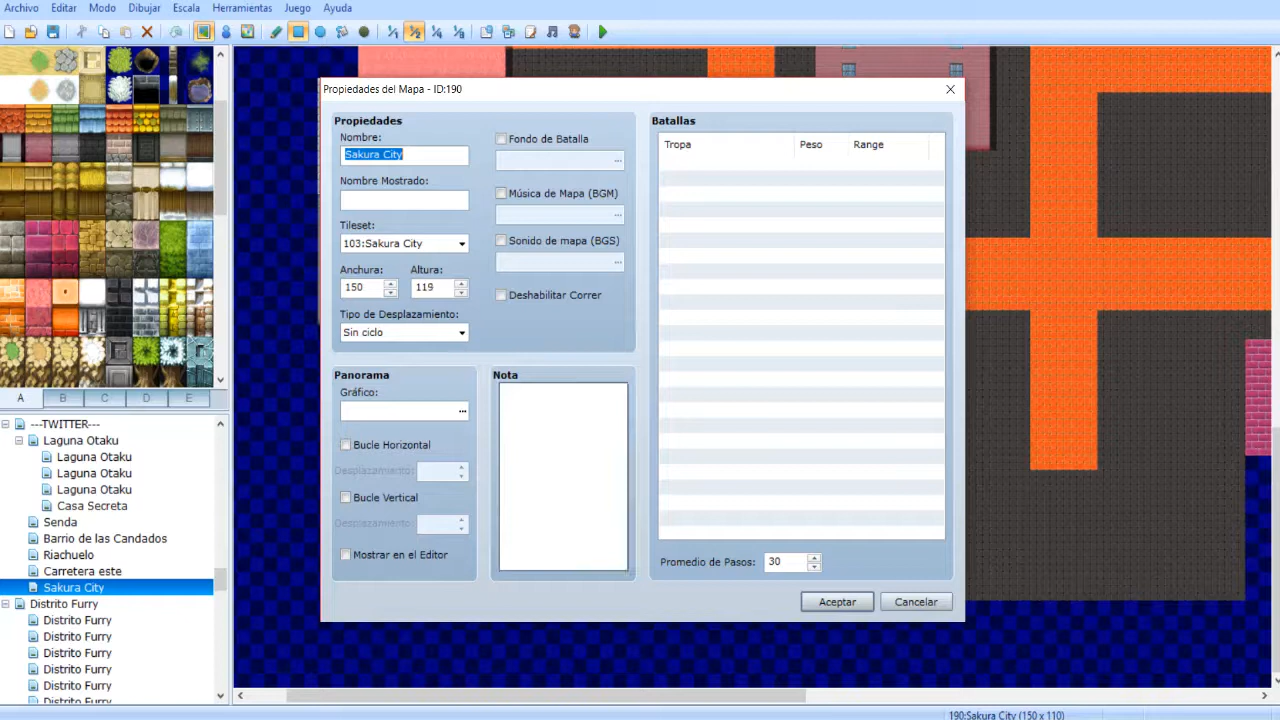 Archivo Editar Modo Dibujar Escala Herramientas Juego Ayuda
Propiedades del Mapa - ID:190
Propiedades
Nombre:
Sakura City
Nombre Mostrado:
Tileset:
103:Sakura City
Anchura: Altura:
150 119
Tipo de Desplazamiento:
Sin ciclo
Fondo de Batalla
...
Música de Mapa (BGM)
...
Sonido de mapa (BGS)
...
Deshabilitar Correr
Batallas
Tropa Peso Range
Panorama
Gráfico:
...
Bucle Horizontal
Desplazamiento:
Bucle Vertical
Desplazamiento:
Mostrar en el Editor
Nota
Promedio de Pasos: 30
Aceptar Cancelar
A B C D E
---TWITTER---
Laguna Otaku
Laguna Otaku
Laguna Otaku
Laguna Otaku
Casa Secreta
Senda
Barrio de las Candados
Riachuelo
Carretera este
Sakura City
Distrito Furry
Distrito Furry
Distrito Furry
Distrito Furry
Distrito Furry
Distrito Furry
Distrito Furry
190:Sakura City (150 x 110)